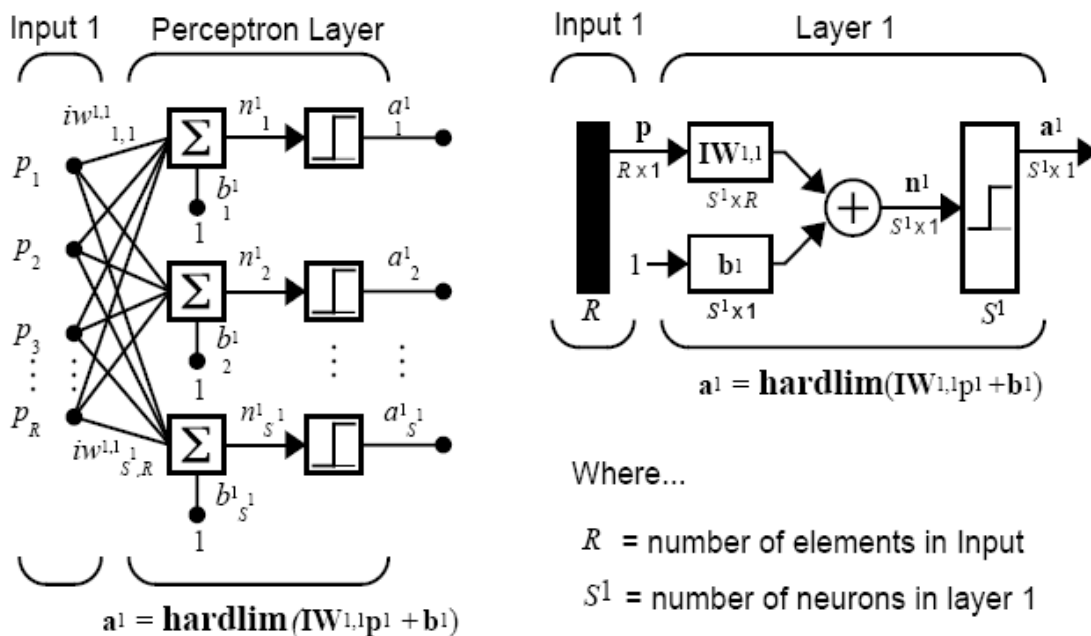 Input 1 Perceptron Layer
iw1,1 1,1
n1 1
a1 1
p1
Σ
b1 1
1
p2
n1 2
a1 2
Σ
p3
b1 2
1
pR
n1 S1
a1 S1
Σ
iw1,1 S1,R
b1 S1
1
a1 = hardlim(IW1,1p1 + b1)
Input 1 Layer 1
p
R x 1
IW1,1
S1 x R
a1
S1 x 1
+
n1
S1 x 1
1
b1
S1 x 1
R
S1
a1 = hardlim(IW1,1p1 +b1)
Where...
R = number of elements in Input
S1 = number of neurons in layer 1